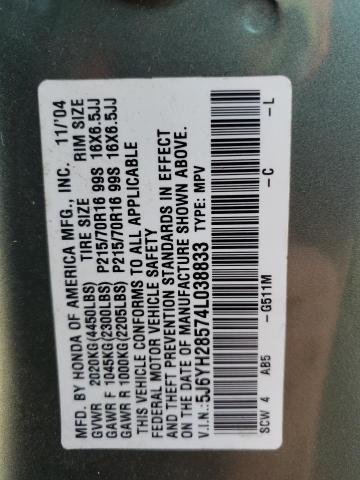 MFD. BY HONDA OF AMERICA MFG., INC. 11/'04
GVWR 2020KG(4450LBS) TIRE SIZE RIM SIZE
GAWR F 1045KG(2300LBS) P215/70R16 99S 16X6.5JJ
GAWR R 1000KG(2205LBS) P215/70R16 99S 16X6.5JJ
THIS VEHICLE CONFORMS TO ALL APPLICABLE
FEDERAL MOTOR VEHICLE SAFETY
AND THEFT PREVENTION STANDARDS IN EFFECT
ON THE DATE OF MANUFACTURE SHOWN ABOVE.
V.I.N.: 5J6YH28574L038833 TYPE: MPV
SCW 4 AB5 -G511M -C -L